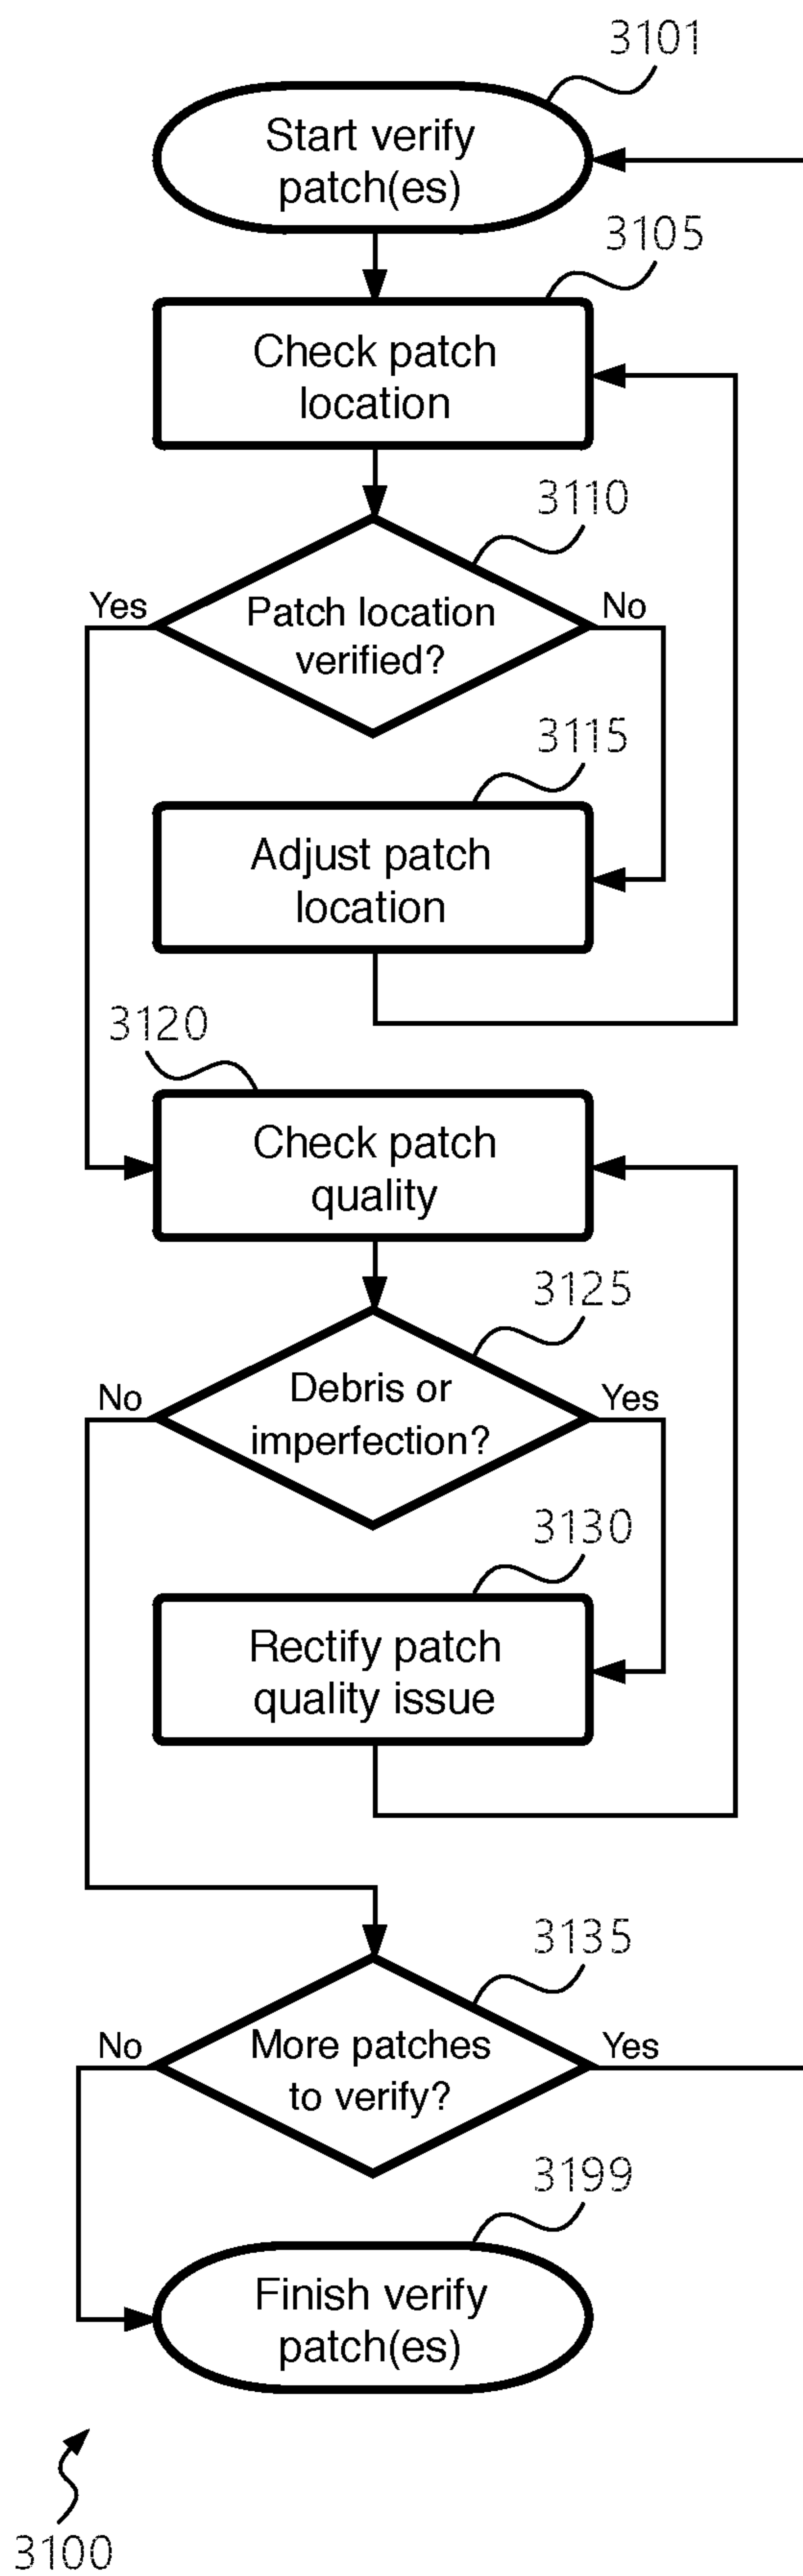 3101
Start verify
patch(es)
3105
Check patch
location
3110
Yes
No
Patch location
verified?
3115
Adjust patch
location
3120
Check patch
quality
3125
No
Yes
Debris or
imperfection?
3130
Rectify patch
quality issue
3135
No
Yes
More patches
to verify?
3199
Finish verify
patch(es)
3100